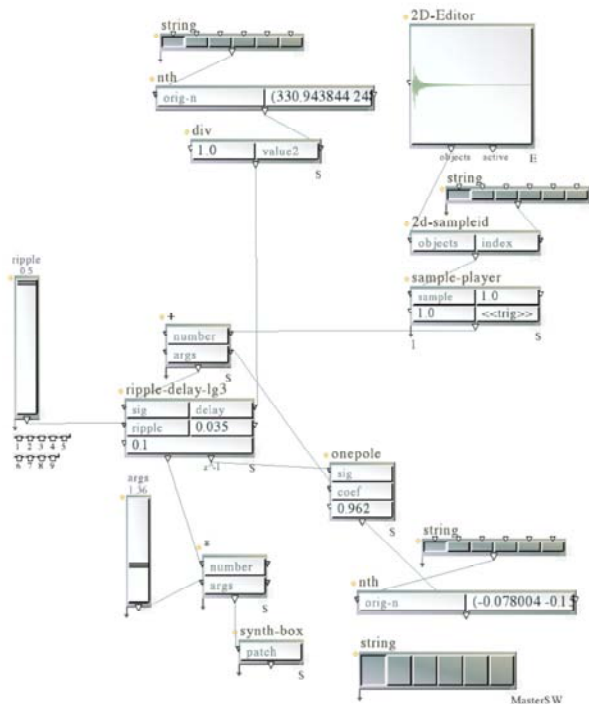 string
2D-Editor
nth
orig-n (330.943844 248
div
1.0 value2
S
objects active E
string
2d-sampleid
objects index
sample-player
sample 1.0
1.0 <<trig>>
1 S
ripple
0.5
+
number
args
S
ripple-delay-lg3
sig delay
ripple 0.035
0.1
z^-1 S
1 2 3 4 5
6 7 8 9
onepole
sig
coef
0.962
S
args
1.36
*
number
args
S
string
nth
orig-n (-0.078004 -0.15
synth-box
patch
S
string
MasterSW